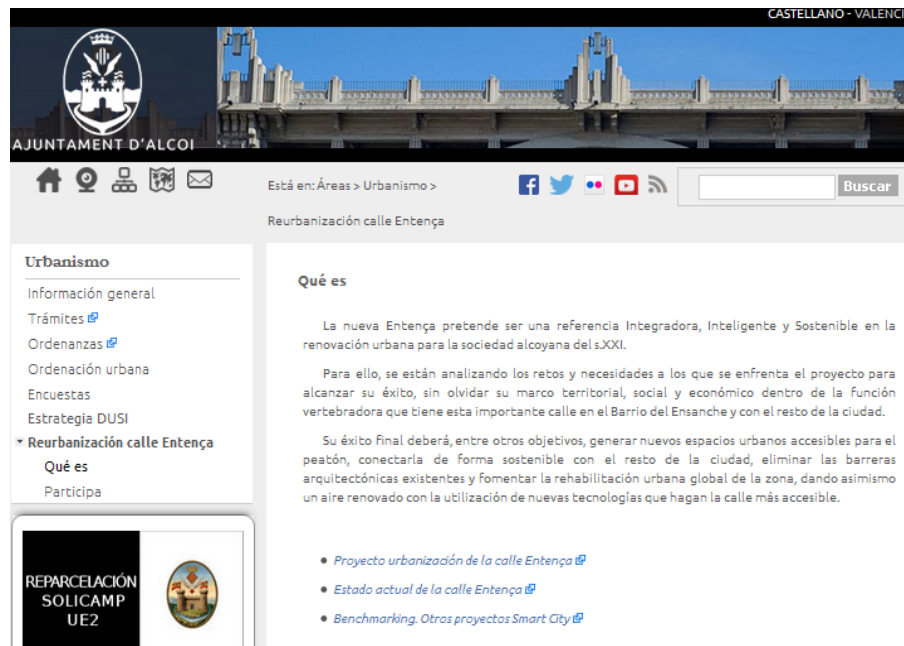 CASTELLANO - VALENCI
AJUNTAMENT D'ALCOI
Está en: Áreas > Urbanismo >
Reurbanización calle Entença
Buscar
Urbanismo
Información general
Trámites
Ordenanzas
Ordenación urbana
Encuestas
Estrategia DUSI
Reurbanización calle Entença
Qué es
Participa
REPARCELACIÓN
SOLICAMP
UE2
Qué es
La nueva Entença pretende ser una referencia Integradora, Inteligente y Sostenible en la
renovación urbana para la sociedad alcoyana del s.XXI.
Para ello, se están analizando los retos y necesidades a los que se enfrenta el proyecto para
alcanzar su éxito, sin olvidar su marco territorial, social y económico dentro de la función
vertebradora que tiene esta importante calle en el Barrio del Ensanche y con el resto de la ciudad.
Su éxito final deberá, entre otros objetivos, generar nuevos espacios urbanos accesibles para el
peatón, conectarla de forma sostenible con el resto de la ciudad, eliminar las barreras
arquitectónicas existentes y fomentar la rehabilitación urbana global de la zona, dando asimismo
un aire renovado con la utilización de nuevas tecnologías que hagan la calle más accesible.
• Proyecto urbanización de la calle Entença
• Estado actual de la calle Entença
• Benchmarking. Otros proyectos Smart City